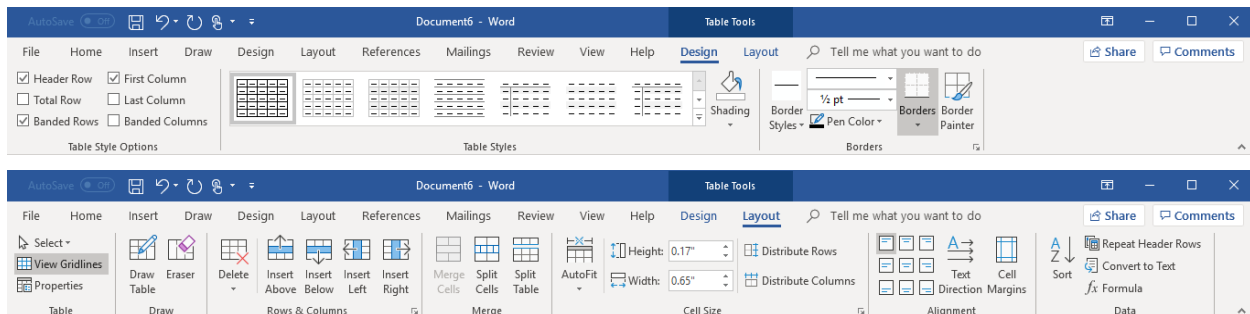 AutoSave Off Document6 - Word Table Tools
File Home Insert Draw Design Layout References Mailings Review View Help Design Layout Tell me what you want to do Share Comments
Header Row First Column
Total Row Last Column
Banded Rows Banded Columns
Shading
Border Styles
½ pt
Pen Color
Borders
Border Painter
Table Style Options Table Styles Borders
AutoSave Off Document6 - Word Table Tools
File Home Insert Draw Design Layout References Mailings Review View Help Design Layout Tell me what you want to do Share Comments
Select
View Gridlines
Properties
Draw Table
Eraser
Delete
Insert Above
Insert Below
Insert Left
Insert Right
Merge Cells
Split Cells
Split Table
AutoFit
Height: 0.17" Distribute Rows
Width: 0.65" Distribute Columns
Text Direction
Cell Margins
A
Z
Sort
Repeat Header Rows
Convert to Text
fx Formula
Table Draw Rows & Columns Merge Cell Size Alignment Data